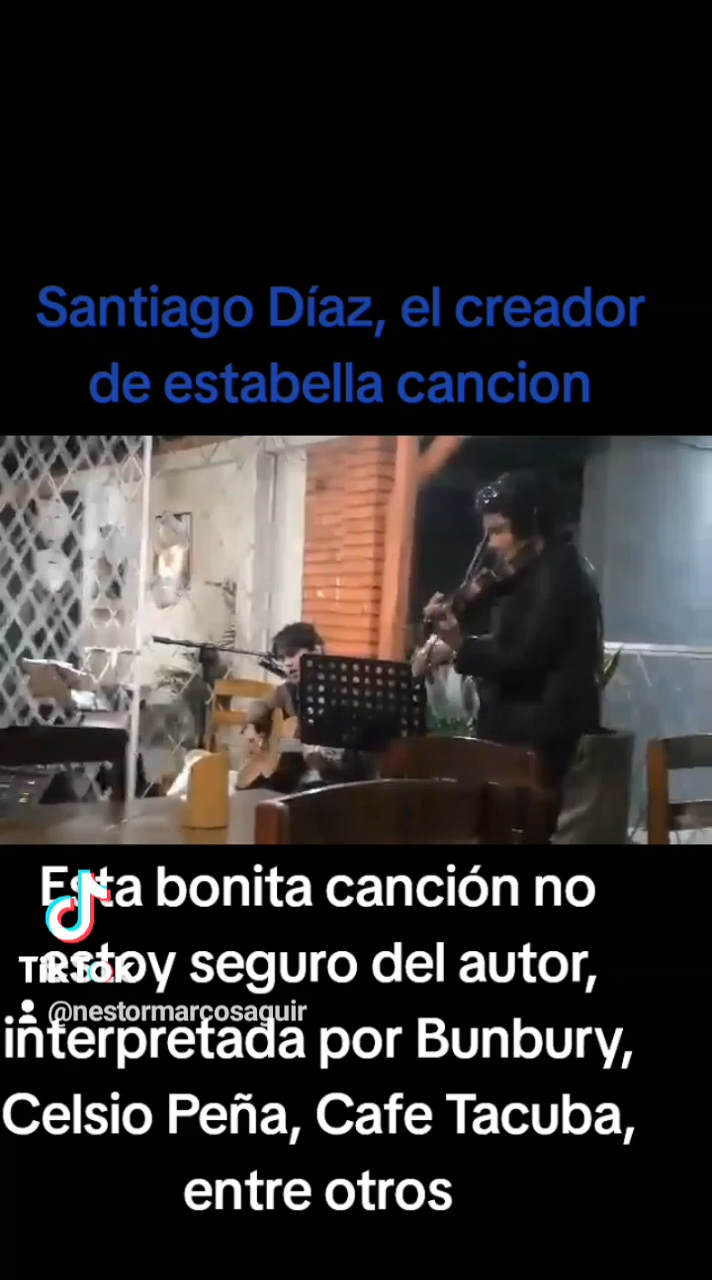 Santiago Díaz, el creador
de estabella cancion
Esta bonita canción no
estoy seguro del autor,
TikTok
@nestormarcosaguir
interpretada por Bunbury,
Celsio Peña, Cafe Tacuba,
entre otros